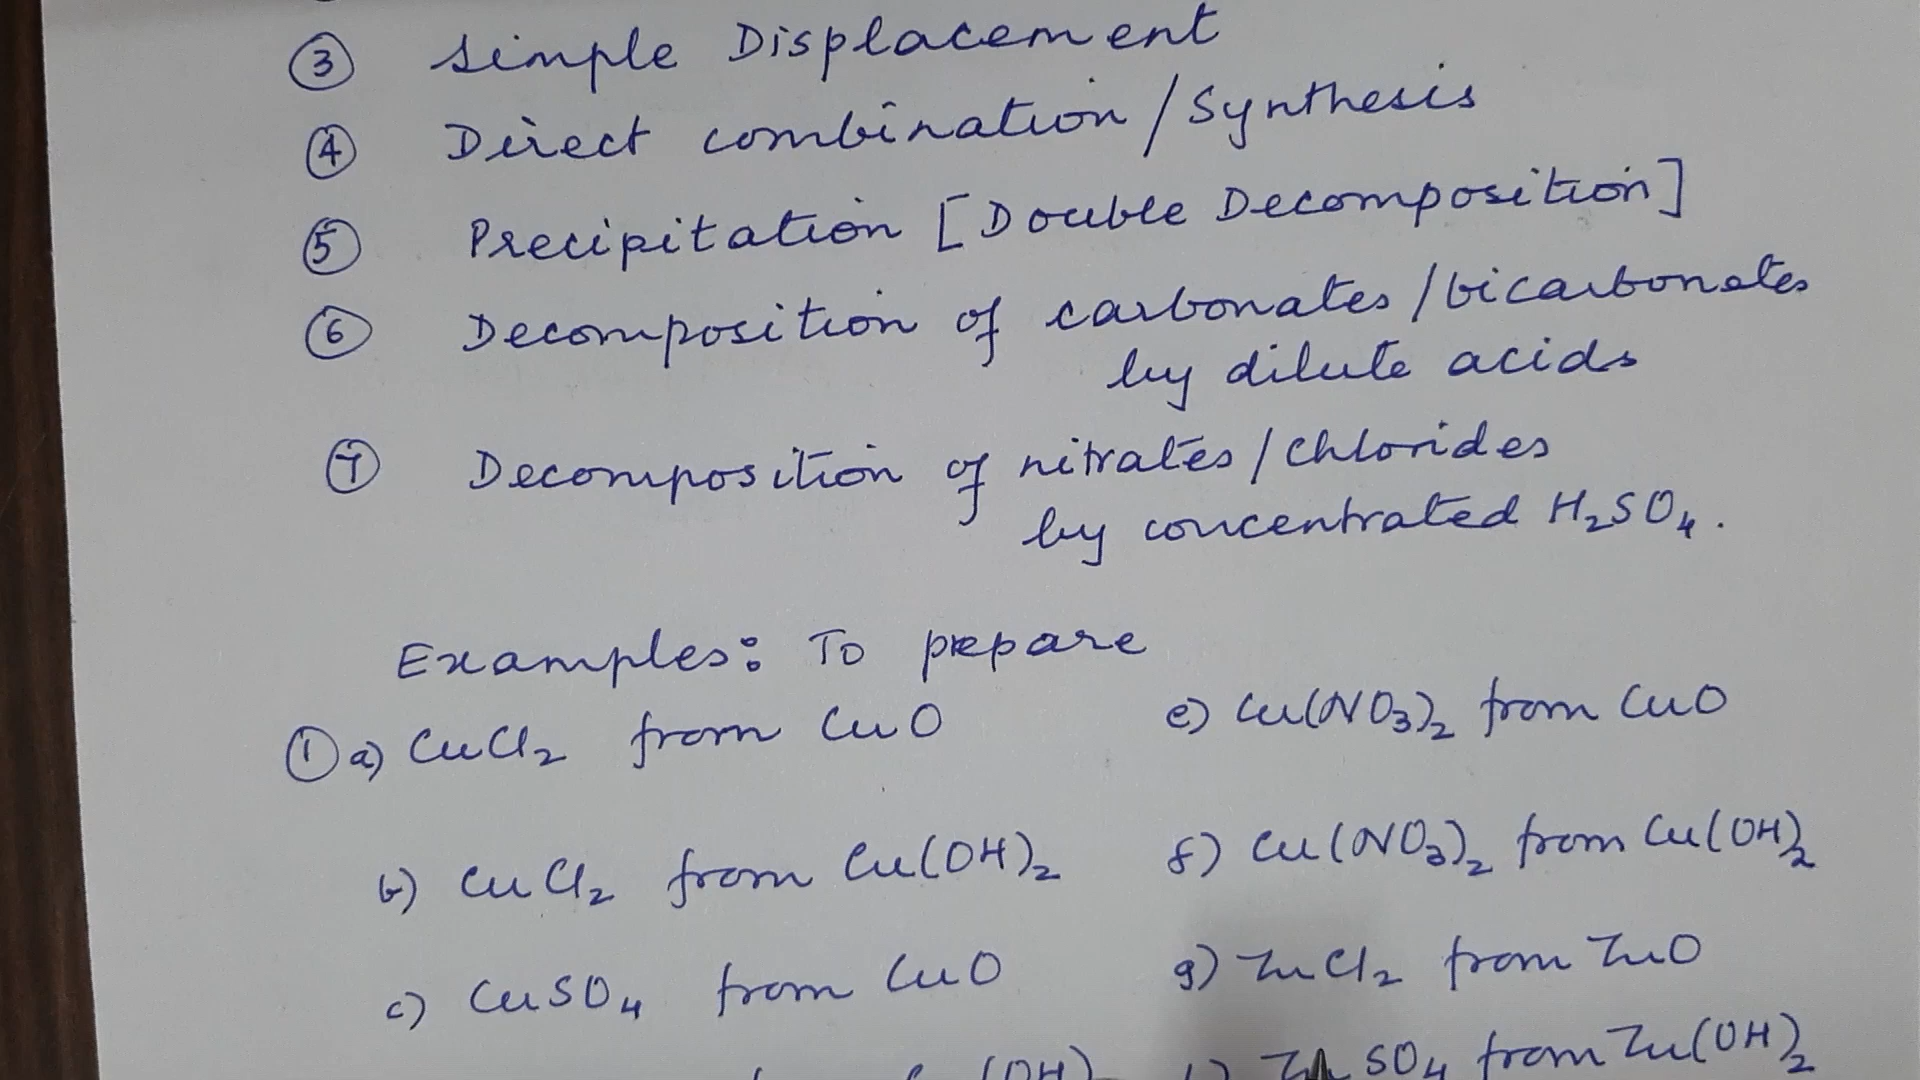 ③ Simple Displacement
④ Direct combination / Synthesis
⑤ Precipitation [Double Decomposition]
⑥ Decomposition of carbonates / bicarbonates
by dilute acids
⑦ Decomposition of nitrates / chlorides
by concentrated H₂SO₄.
Examples: To prepare
① a) CuCl₂ from CuO
b) CuCl₂ from Cu(OH)₂
c) CuSO₄ from CuO
(OH)
e) Cu(NO₃)₂ from CuO
f) Cu(NO₃)₂ from Cu(OH)₂
g) ZnCl₂ from ZnO
ZnSO₄ from Zn(OH)₂